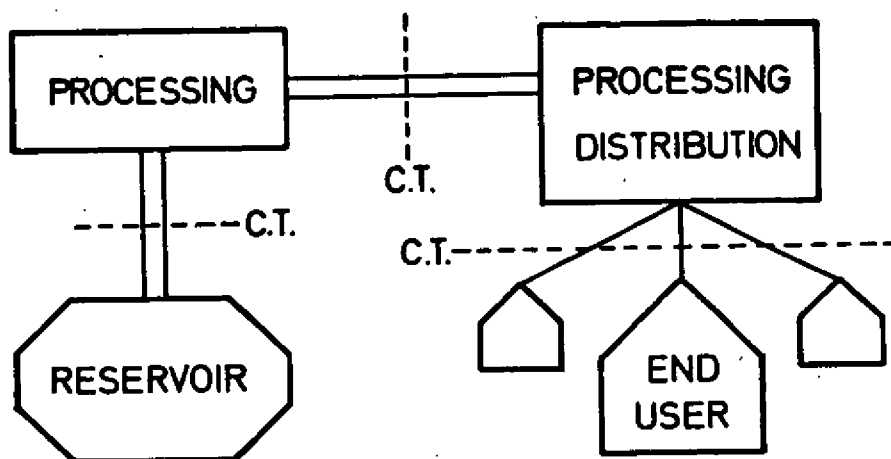 PROCESSING
PROCESSING
DISTRIBUTION
C.T.
C.T.
C.T.
RESERVOIR
END
USER